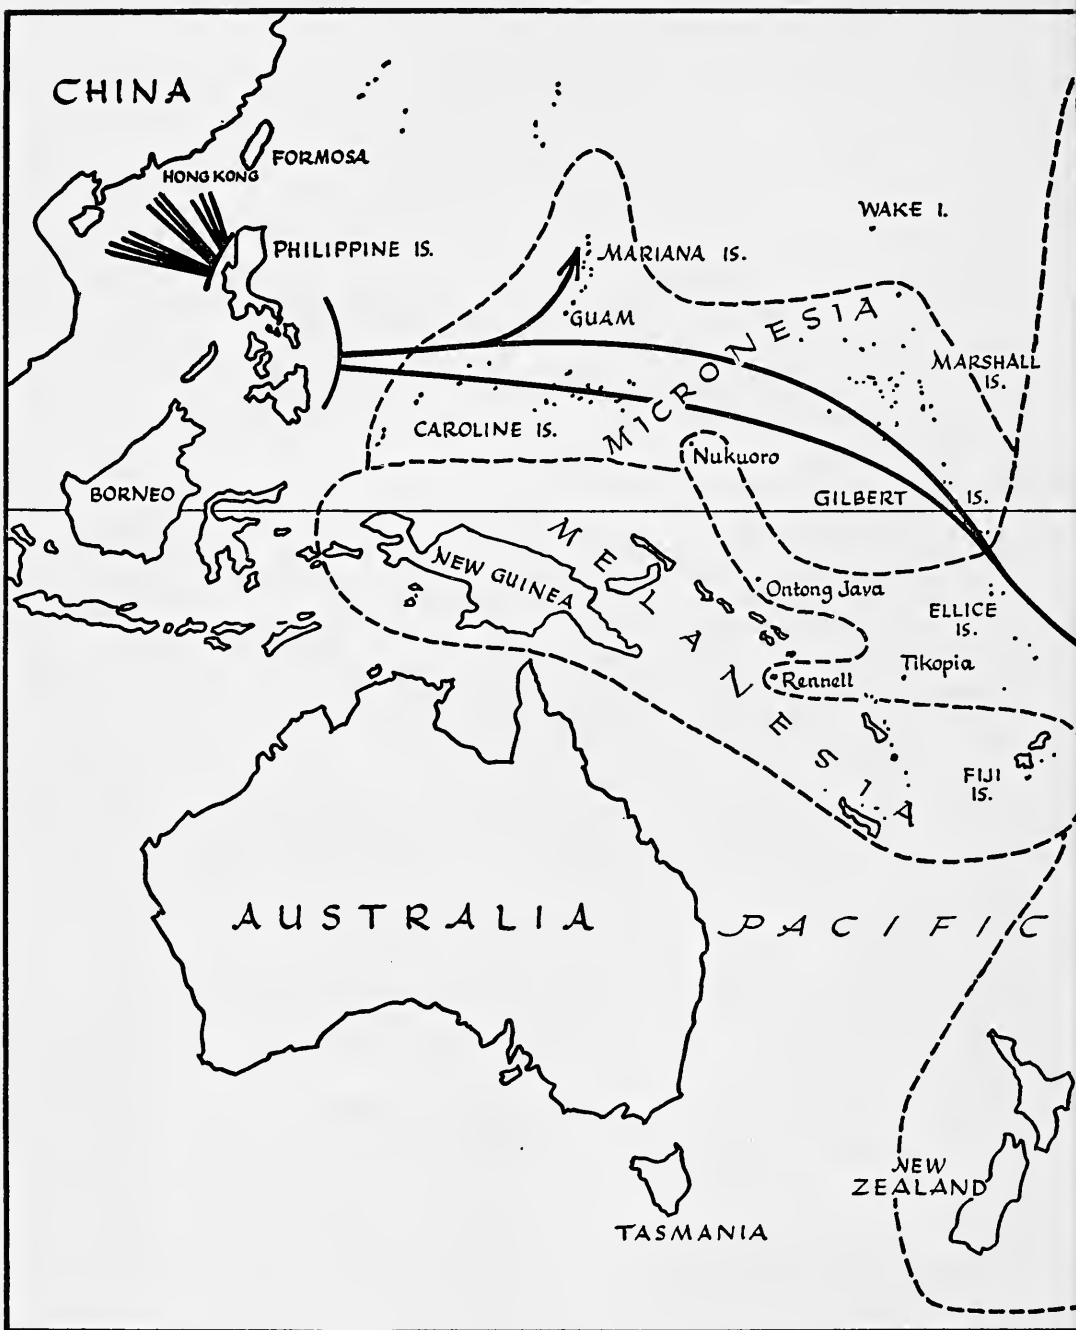 CHINA
FORMOSA
HONG KONG
WAKE I.
PHILIPPINE IS.
MARIANA IS.
GUAM
MICRONESIA
MARSHALL
IS.
CAROLINE IS.
Nukuoro
BORNEO
GILBERT IS.
MELANESIA
NEW GUINEA
Ontong Java
ELLICE
IS.
Tikopia
Rennell
FIJI
IS.
AUSTRALIA
PACIFIC
NEW
ZEALAND
TASMANIA